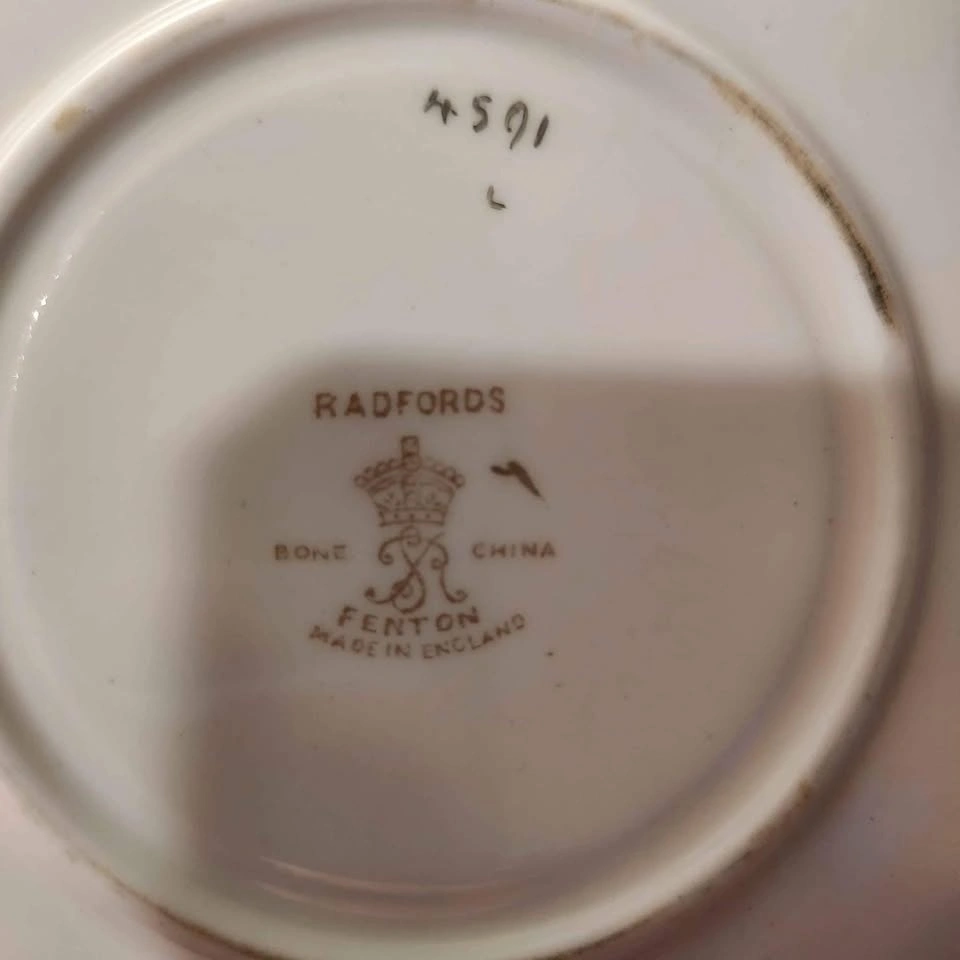 4591
L
RADFORDS
BONE CHINA
FENTON
MADE IN ENGLAND